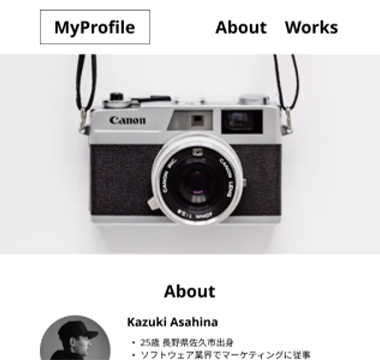 MyProfile
About Works
Canon
CANON INC.
CANON LENS
40mm 1:2.8
About
Kazuki Asahina
・ 25歳 長野県佐久市出身
・ ソフトウェア業界でマーケティングに従事